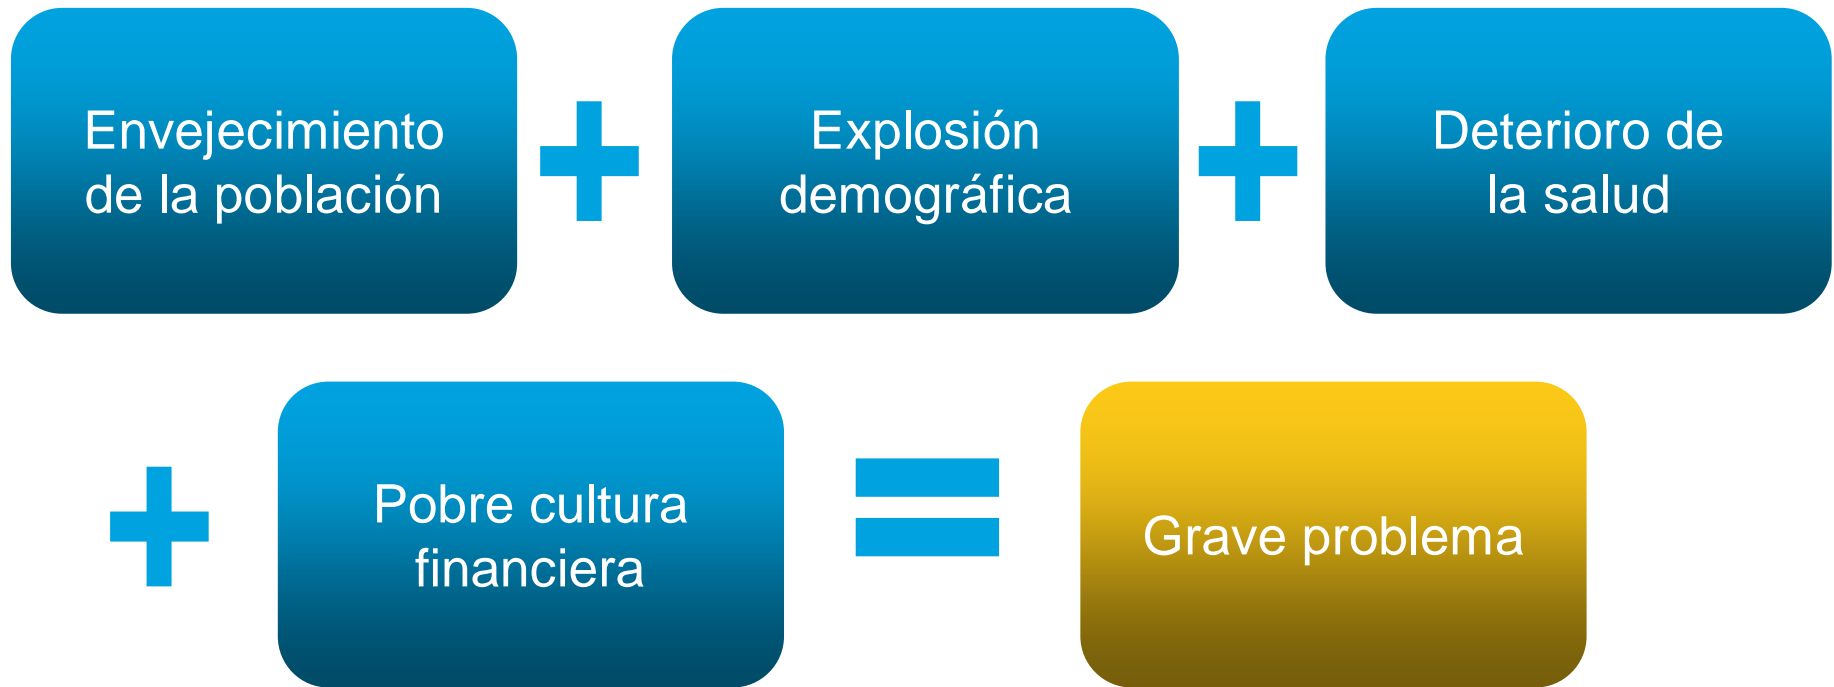 Envejecimiento
de la población
Explosión
demográfica
Deterioro de
la salud
Pobre cultura
financiera
Grave problema